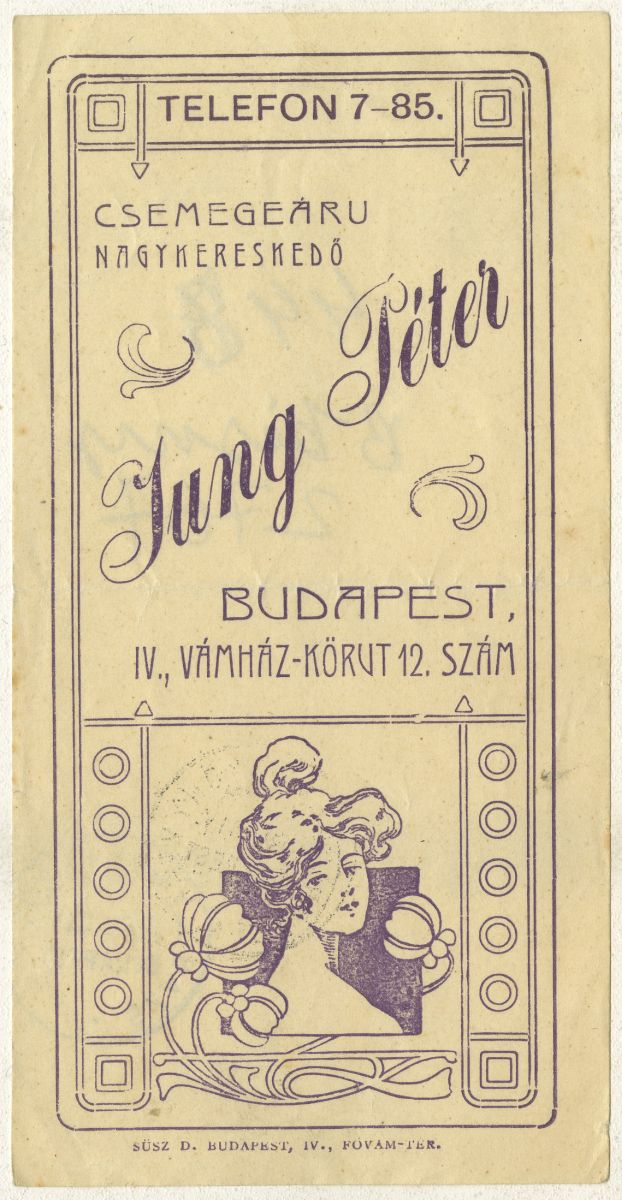 TELEFON 7-85.
CSEMEGEÁRU
NAGYKERESKEDŐ
Jung Péter
BUDAPEST,
IV., VÁMHÁZ-KÖRUT 12. SZÁM
SÜSZ D. BUDAPEST, IV., FŐVÁM-TÉR.